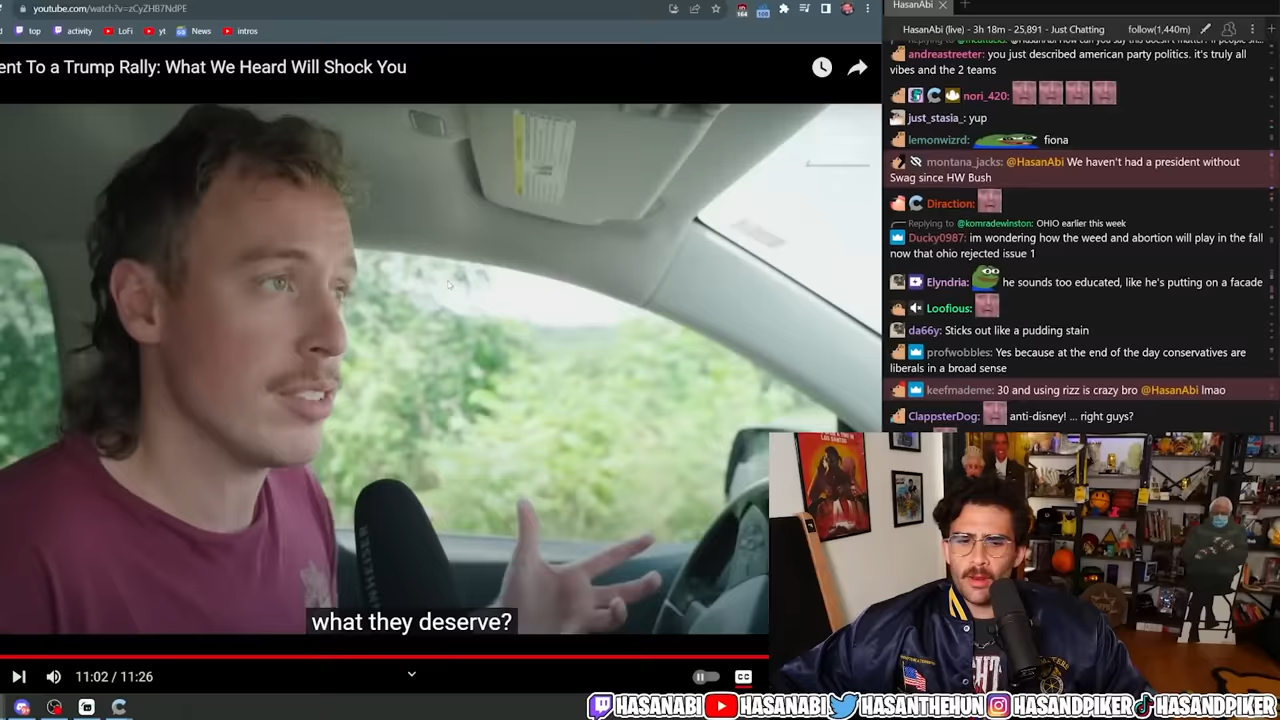 youtube.com/watch?v=zCyZHB7NdPE
164
108
top
activity
LoFi
yt
News
intros
ent To a Trump Rally: What We Heard Will Shock You
what they deserve?
11:02 / 11:26
CC
HasanAbi
HasanAbi (live) - 3h 18m - 25,891 - Just Chatting
follow(1,440m)
andreastreeter: you just described american party politics. it's truly all
vibes and the 2 teams
nori_420:
just_stasia_: yup
lemonwizrd: fiona
montana_jacks: @HasanAbi We haven't had a president without
Swag since HW Bush
Diraction:
Replying to @komradewinston: OHIO earlier this week
Ducky0987: im wondering how the weed and abortion will play in the fall
now that ohio rejected issue 1
Elyndria: he sounds too educated, like he's putting on a facade
Loofious:
da66y: Sticks out like a pudding stain
profwobbles: Yes because at the end of the day conservatives are
liberals in a broad sense
keefmademe: 30 and using rizz is crazy bro @HasanAbi lmao
ClappsterDog: anti-disney! ... right guys?
HASANABI HASANABI HASANTHEHUN HASANDPIKER HASANDPIKER